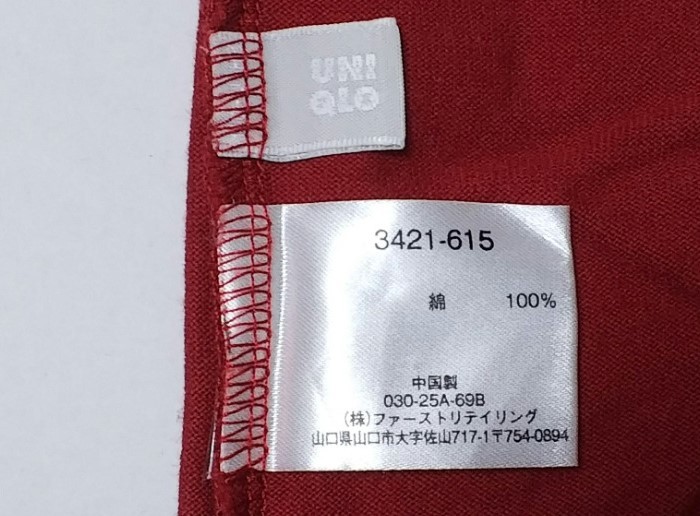 UNI
QLO
3421-615
綿 100%
中国製
030-25A-69B
(株)ファーストリテイリング
山口県山口市大字佐山717-1〒754-0894